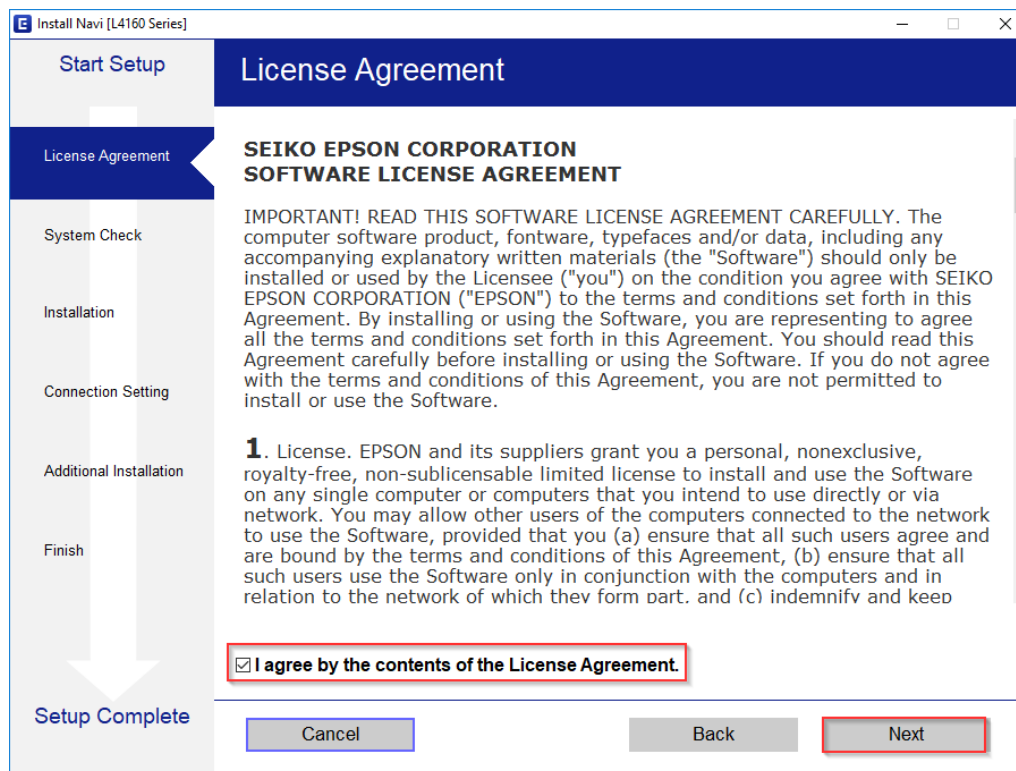 E Install Navi [L4160 Series]
Start Setup
License Agreement
System Check
Installation
Connection Setting
Additional Installation
Finish
Setup Complete
License Agreement
SEIKO EPSON CORPORATION
SOFTWARE LICENSE AGREEMENT
IMPORTANT! READ THIS SOFTWARE LICENSE AGREEMENT CAREFULLY. The
computer software product, fontware, typefaces and/or data, including any
accompanying explanatory written materials (the "Software") should only be
installed or used by the Licensee ("you") on the condition you agree with SEIKO
EPSON CORPORATION ("EPSON") to the terms and conditions set forth in this
Agreement. By installing or using the Software, you are representing to agree
all the terms and conditions set forth in this Agreement. You should read this
Agreement carefully before installing or using the Software. If you do not agree
with the terms and conditions of this Agreement, you are not permitted to
install or use the Software.
1. License. EPSON and its suppliers grant you a personal, nonexclusive,
royalty-free, non-sublicensable limited license to install and use the Software
on any single computer or computers that you intend to use directly or via
network. You may allow other users of the computers connected to the network
to use the Software, provided that you (a) ensure that all such users agree and
are bound by the terms and conditions of this Agreement, (b) ensure that all
such users use the Software only in conjunction with the computers and in
relation to the network of which they form part, and (c) indemnify and keep
I agree by the contents of the License Agreement.
Cancel
Back
Next